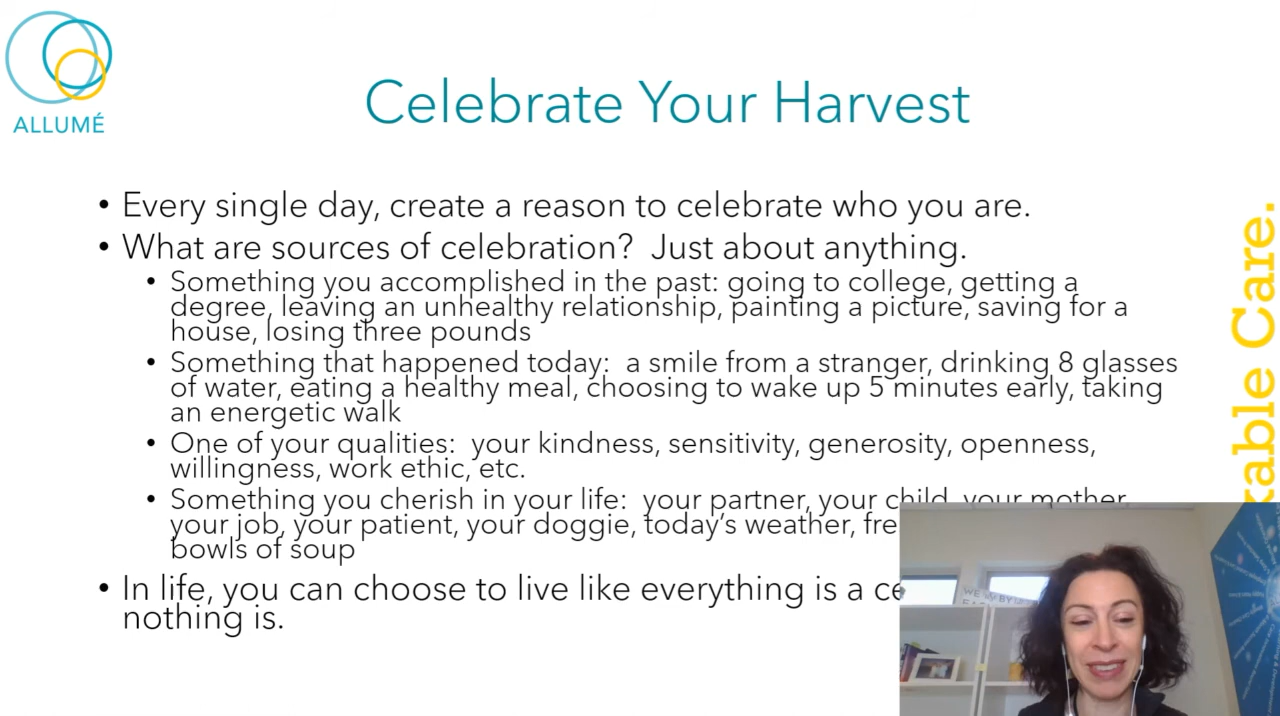 ALLUMÉ
Celebrate Your Harvest
• Every single day, create a reason to celebrate who you are.
• What are sources of celebration? Just about anything.
• Something you accomplished in the past: going to college, getting a
degree, leaving an unhealthy relationship, painting a picture, saving for a
house, losing three pounds
• Something that happened today: a smile from a stranger, drinking 8 glasses
of water, eating a healthy meal, choosing to wake up 5 minutes early, taking
an energetic walk
• One of your qualities: your kindness, sensitivity, generosity, openness,
willingness, work ethic, etc.
• Something you cherish in your life: your partner, your child, your mother,
your job, your patient, your doggie, today's weather,
bowls of soup
• In life, you can choose to live like everything is a
nothing is.
Care.